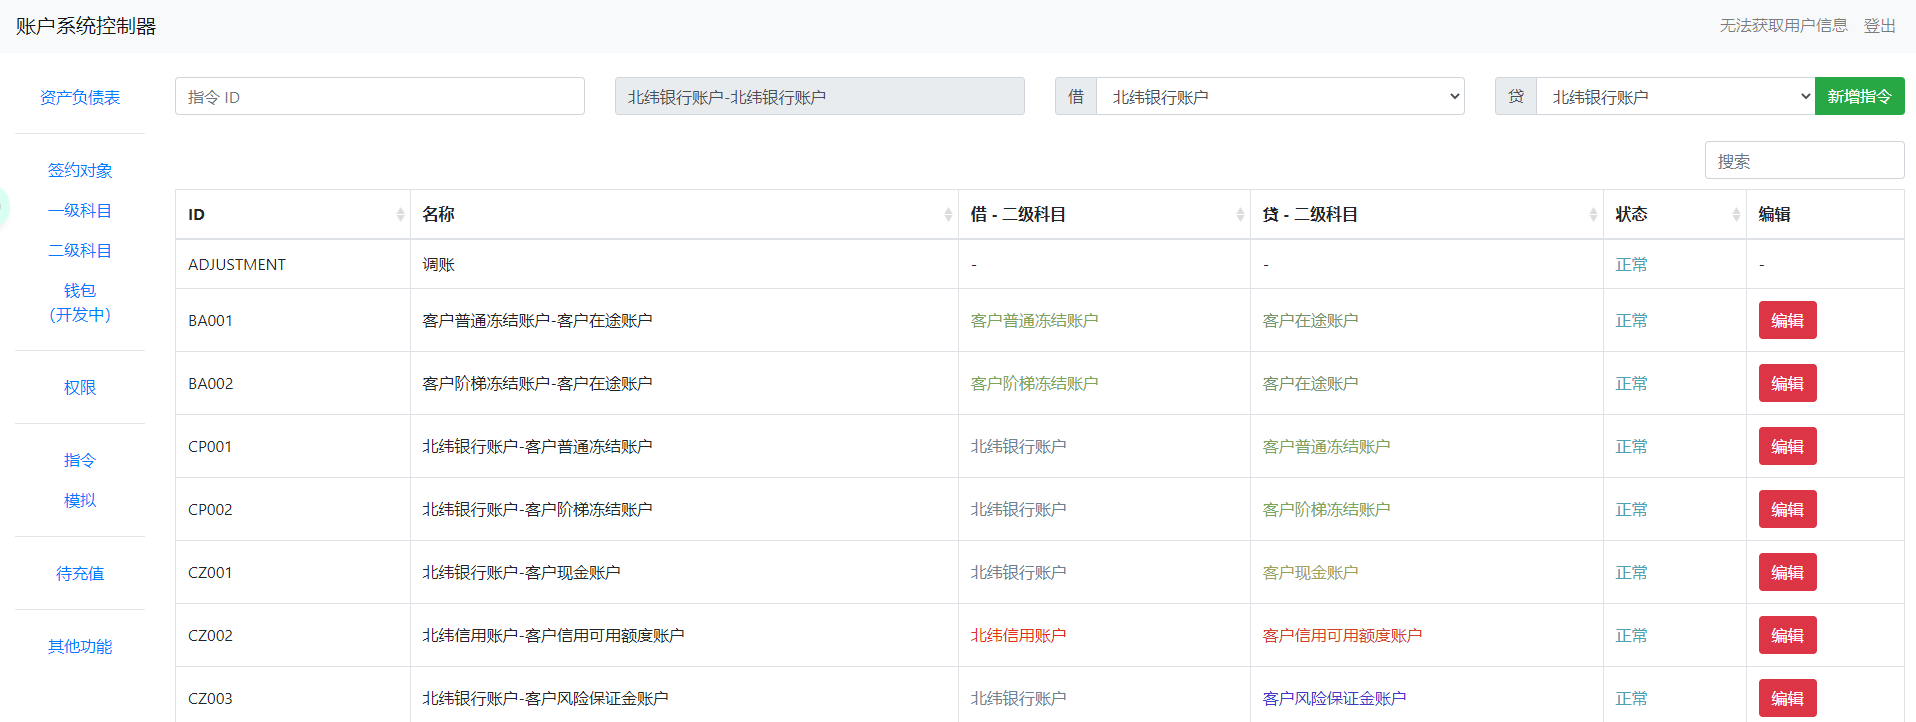 账户系统控制器
无法获取用户信息 登出
资产负债表
签约对象
一级科目
二级科目
钱包
(开发中)
权限
指令
模拟
待充值
其他功能
指令 ID 北纬银行账户-北纬银行账户 借 北纬银行账户 贷 北纬银行账户 新增指令
搜索
ID 名称 借 - 二级科目 贷 - 二级科目 状态 编辑
ADJUSTMENT 调账 - - 正常 -
BA001 客户普通冻结账户-客户在途账户 客户普通冻结账户 客户在途账户 正常 编辑
BA002 客户阶梯冻结账户-客户在途账户 客户阶梯冻结账户 客户在途账户 正常 编辑
CP001 北纬银行账户-客户普通冻结账户 北纬银行账户 客户普通冻结账户 正常 编辑
CP002 北纬银行账户-客户阶梯冻结账户 北纬银行账户 客户阶梯冻结账户 正常 编辑
CZ001 北纬银行账户-客户现金账户 北纬银行账户 客户现金账户 正常 编辑
CZ002 北纬信用账户-客户信用可用额度账户 北纬信用账户 客户信用可用额度账户 正常 编辑
CZ003 北纬银行账户-客户风险保证金账户 北纬银行账户 客户风险保证金账户 正常 编辑